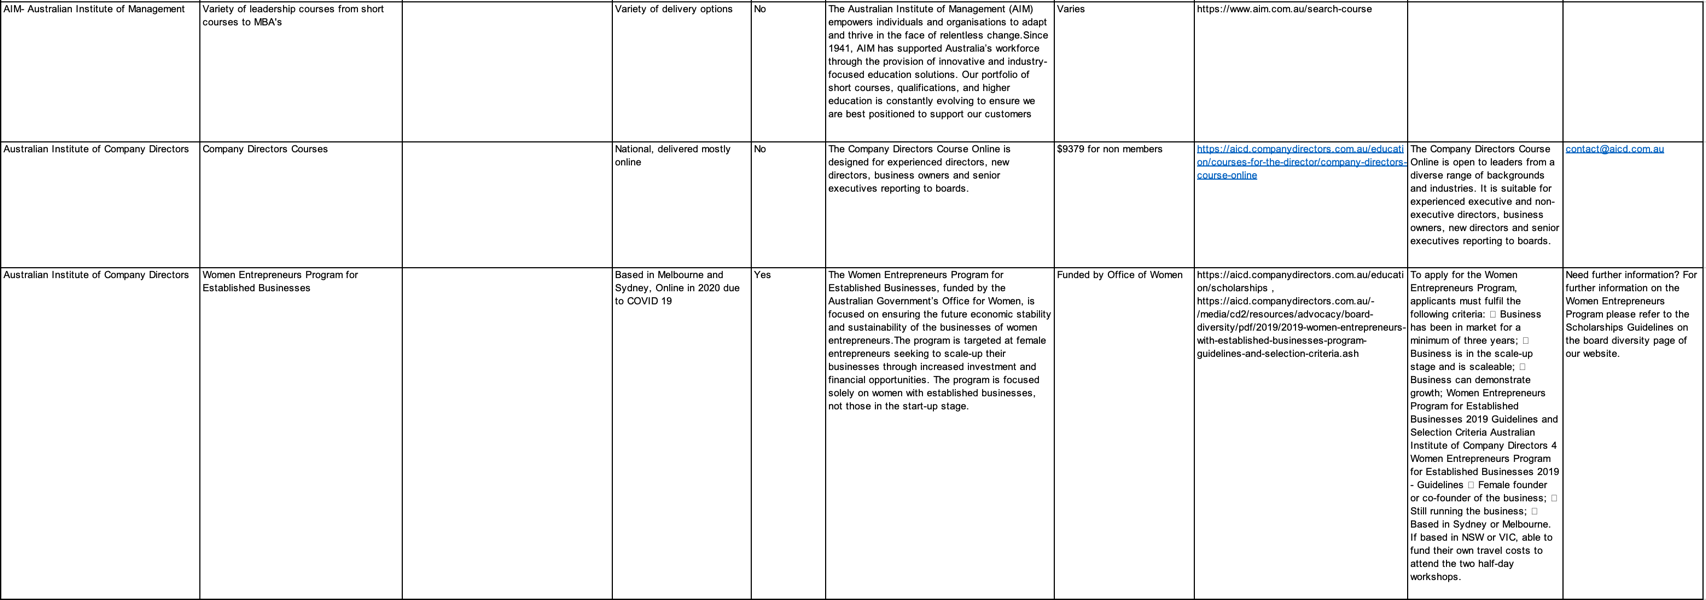 AIM- Australian Institute of Management
Variety of leadership courses from short
courses to MBA's
Variety of delivery options
No
The Australian Institute of Management (AIM)
empowers individuals and organisations to adapt
and thrive in the face of relentless change.Since
1941, AIM has supported Australia's workforce
through the provision of innovative and industry-
focused education solutions. Our portfolio of
short courses, qualifications, and higher
education is constantly evolving to ensure we
are best positioned to support our customers
Varies
https://www.aim.com.au/search-course
Australian Institute of Company Directors
Company Directors Courses
National, delivered mostly
online
No
The Company Directors Course Online is
designed for experienced directors, new
directors, business owners and senior
executives reporting to boards.
$9379 for non members
https://aicd.companydirectors.com.au/educati
on/courses-for-the-director/company-directors-
course-online
The Company Directors Course
Online is open to leaders from a
diverse range of backgrounds
and industries. It is suitable for
experienced executive and non-
executive directors, business
owners, new directors and senior
executives reporting to boards.
contact@aicd.com.au
Australian Institute of Company Directors
Women Entrepreneurs Program for
Established Businesses
Based in Melbourne and
Sydney, Online in 2020 due
to COVID 19
Yes
The Women Entrepreneurs Program for
Established Businesses, funded by the
Australian Government's Office for Women, is
focused on ensuring the future economic stability
and sustainability of the businesses of women
entrepreneurs.The program is targeted at female
entrepreneurs seeking to scale-up their
businesses through increased investment and
financial opportunities. The program is focused
solely on women with established businesses,
not those in the start-up stage.
Funded by Office of Women
https://aicd.companydirectors.com.au/educati
on/scholarships ,
https://aicd.companydirectors.com.au/-
/media/cd2/resources/advocacy/board-
diversity/pdf/2019/2019-women-entrepreneurs-
with-established-businesses-program-
guidelines-and-selection-criteria.ash
To apply for the Women
Entrepreneurs Program,
applicants must fulfil the
following criteria: □ Business
has been in market for a
minimum of three years; □
Business is in the scale-up
stage and is scaleable; □
Business can demonstrate
growth; Women Entrepreneurs
Program for Established
Businesses 2019 Guidelines and
Selection Criteria Australian
Institute of Company Directors 4
Women Entrepreneurs Program
for Established Businesses 2019
- Guidelines □ Female founder
or co-founder of the business; □
Still running the business; □
Based in Sydney or Melbourne.
If based in NSW or VIC, able to
fund their own travel costs to
attend the two half-day
workshops.
Need further information? For
further information on the
Women Entrepreneurs
Program please refer to the
Scholarships Guidelines on
the board diversity page of
our website.